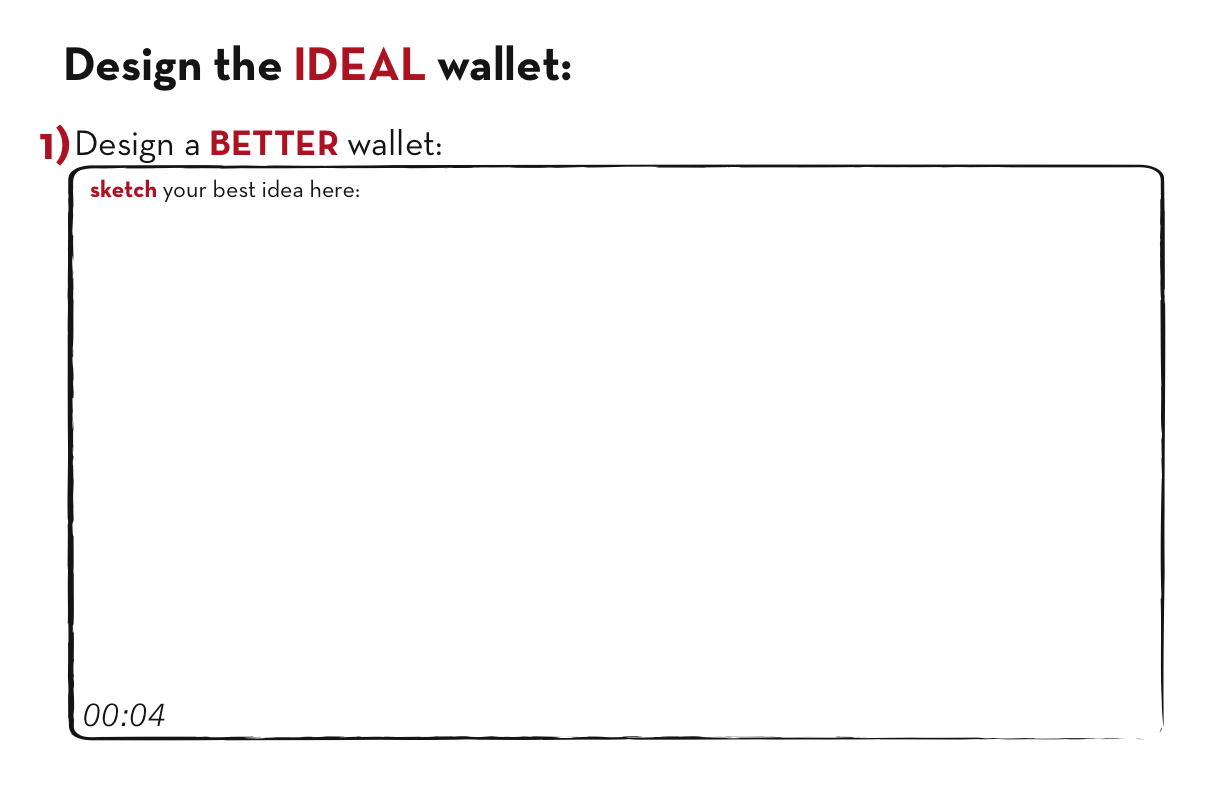 Design the IDEAL wallet:
1) Design a BETTER wallet:
sketch your best idea here:
00:04